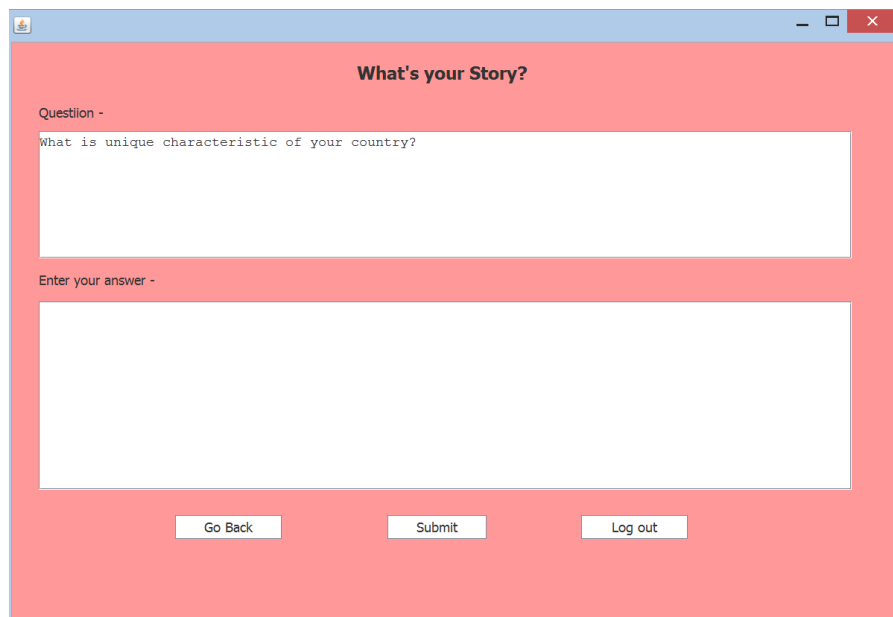 What's your Story?
Questiion -
What is unique characteristic of your country?
Enter your answer -
Go Back Submit Log out